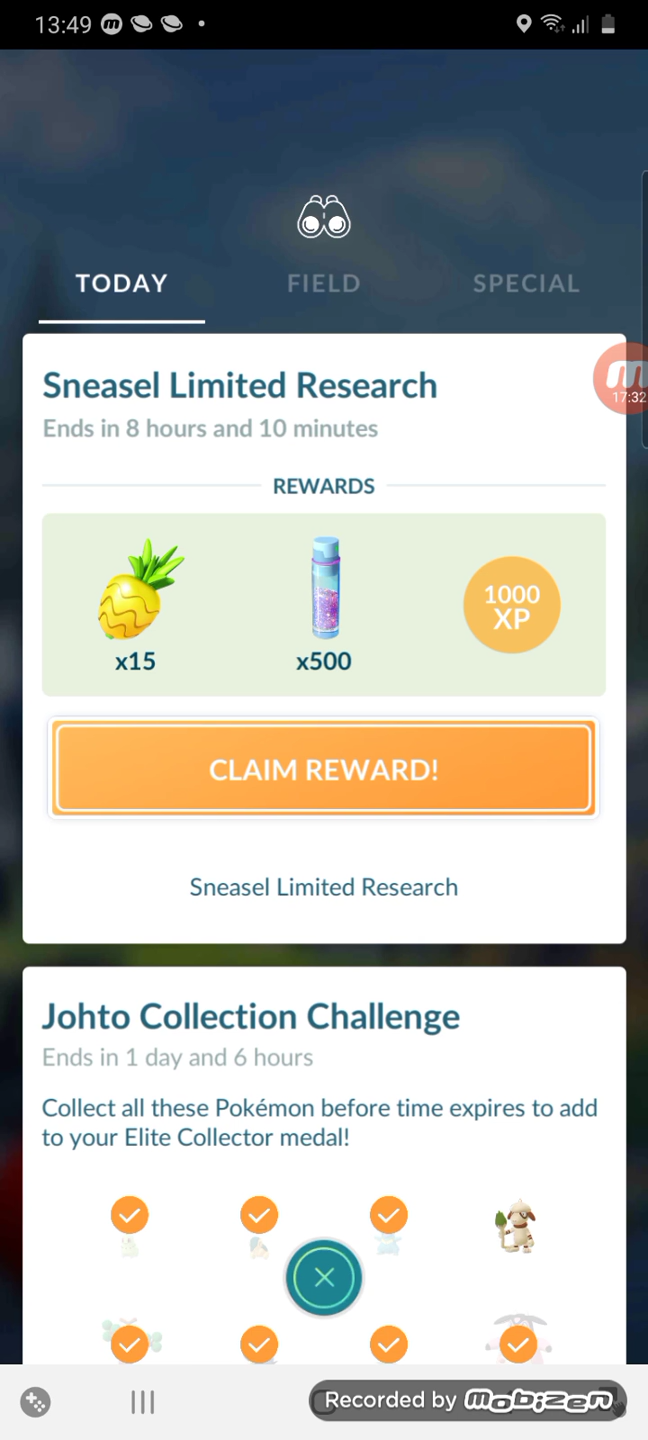 13:49
TODAY
FIELD
SPECIAL
Sneasel Limited Research
Ends in 8 hours and 10 minutes
17:32
REWARDS
1000
XP
x15
x500
CLAIM REWARD!
Sneasel Limited Research
Johto Collection Challenge
Ends in 1 day and 6 hours
Collect all these Pokémon before time expires to add
to your Elite Collector medal!
Recorded by mobizen